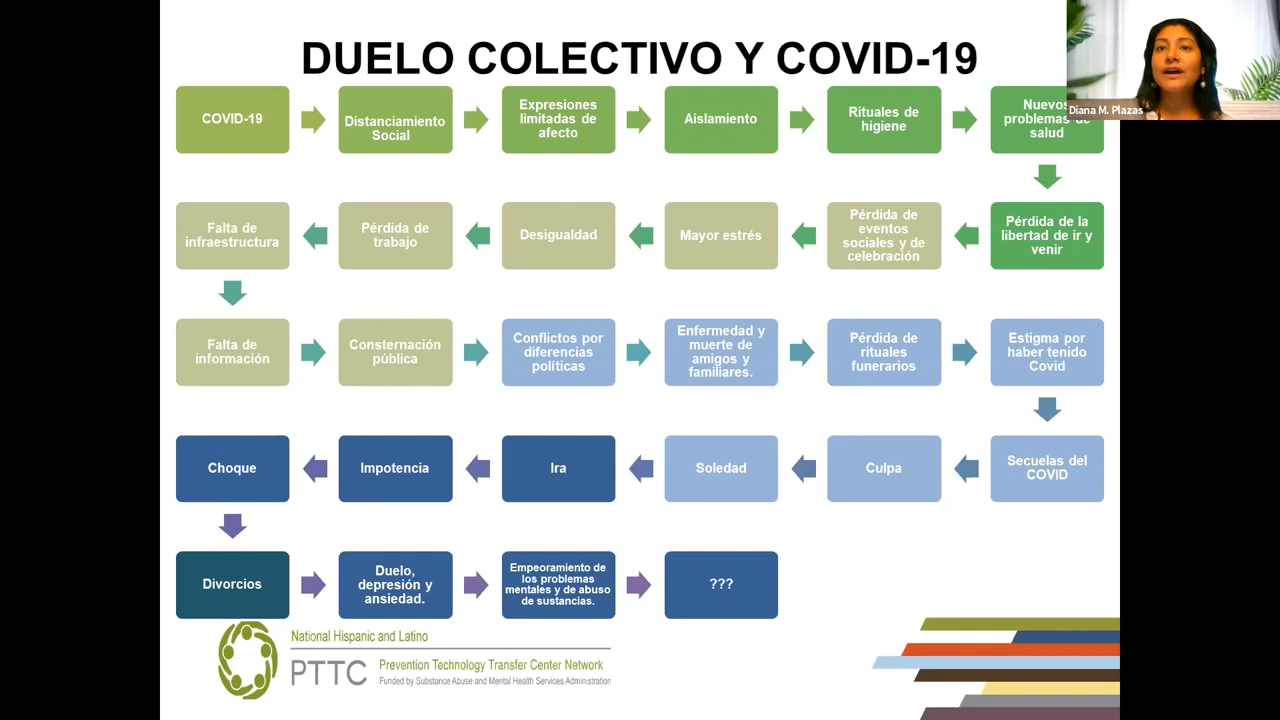 DUELO COLECTIVO Y COVID-19
Diana M. Plazas
COVID-19
Distanciamiento
Social
Expresiones
limitadas de
afecto
Aislamiento
Rituales de
higiene
Nuevos
problemas de
salud
Pérdida de la
libertad de ir y
venir
Pérdida de
eventos
sociales y de
celebración
Mayor estrés
Desigualdad
Pérdida de
trabajo
Falta de
infraestructura
Falta de
información
Consternación
pública
Conflictos por
diferencias
políticas
Enfermedad y
muerte de
amigos y
familiares.
Pérdida de
rituales
funerarios
Estigma por
haber tenido
Covid
Secuelas del
COVID
Culpa
Soledad
Ira
Impotencia
Choque
Divorcios
Duelo,
depresión y
ansiedad.
Empeoramiento de
los problemas
mentales y de abuso
de sustancias.
???
National Hispanic and Latino
PTTC
Prevention Technology Transfer Center Network
Funded by Substance Abuse and Mental Health Services Administration